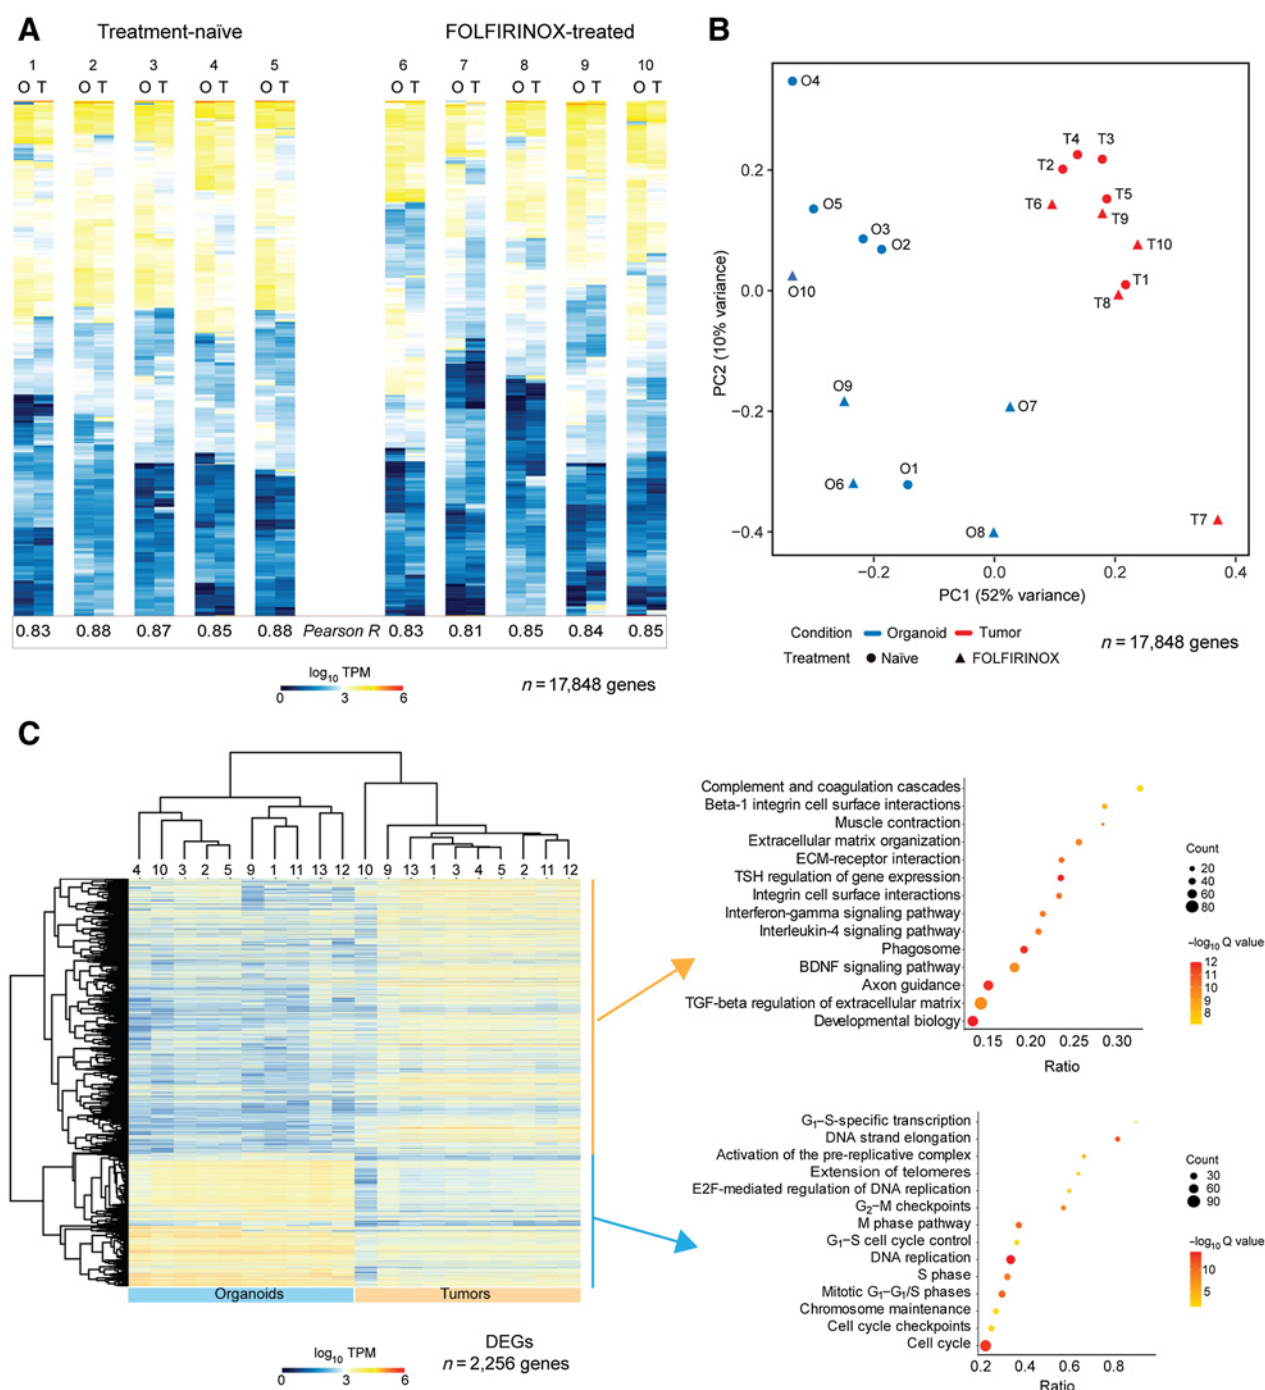 A
Treatment-naïve
FOLFIRINOX-treated
1 2 3 4 5 6 7 8 9 10
O T O T O T O T O T O T O T O T O T O T
0.83 0.88 0.87 0.85 0.88 Pearson R 0.83 0.81 0.85 0.84 0.85
log10 TPM
0 3 6
n = 17,848 genes
B
PC2 (10% variance)
0.2
0.0
−0.2
−0.4
O4
T4 T3
T2
T5
T6
T9
O5
O3
O2
T10
O10
T1
T8
O9
O7
O6
O1
O8
T7
−0.2 0.0 0.2 0.4
PC1 (52% variance)
Condition Organoid Tumor
Treatment Naïve FOLFIRINOX
n = 17,848 genes
C
4 10 3 2 5 9 1 11 13 12 10 9 13 1 3 4 5 2 11 12
Organoids
Tumors
log10 TPM
0 3 6
DEGs
n = 2,256 genes
Complement and coagulation cascades
Beta-1 integrin cell surface interactions
Muscle contraction
Extracellular matrix organization
ECM-receptor interaction
TSH regulation of gene expression
Integrin cell surface interactions
Interferon-gamma signaling pathway
Interleukin-4 signaling pathway
Phagosome
BDNF signaling pathway
Axon guidance
TGF-beta regulation of extracellular matrix
Developmental biology
0.15 0.20 0.25 0.30
Ratio
Count
20
40
60
80
−log10 Q value
12
11
10
9
8
G1−S-specific transcription
DNA strand elongation
Activation of the pre-replicative complex
Extension of telomeres
E2F-mediated regulation of DNA replication
G2−M checkpoints
M phase pathway
G1−S cell cycle control
DNA replication
S phase
Mitotic G1−G1/S phases
Chromosome maintenance
Cell cycle checkpoints
Cell cycle
0.2 0.4 0.6 0.8
Ratio
Count
30
60
90
−log10 Q value
10
5